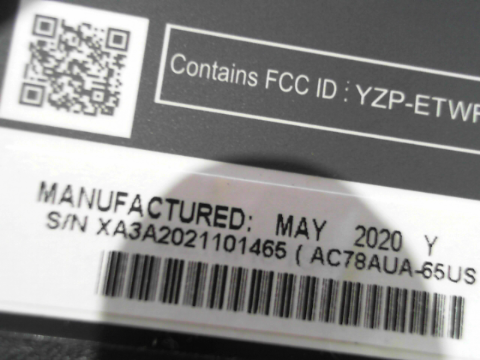 Contains FCC ID : YZP-ETWF
MANUFACTURED: MAY 2020 Y
S/N XA3A2021101465 ( AC78AUA-65US